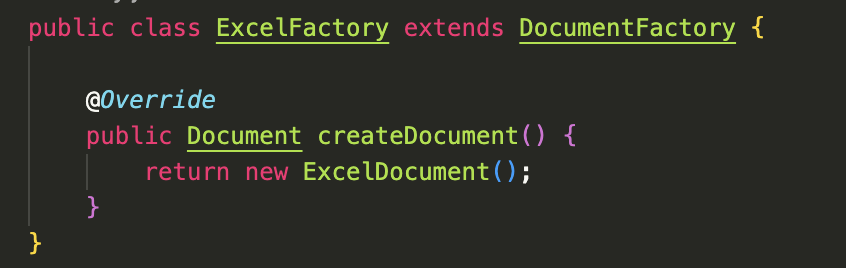 public class ExcelFactory extends DocumentFactory {
@Override
public Document createDocument() {
return new ExcelDocument();
}
}